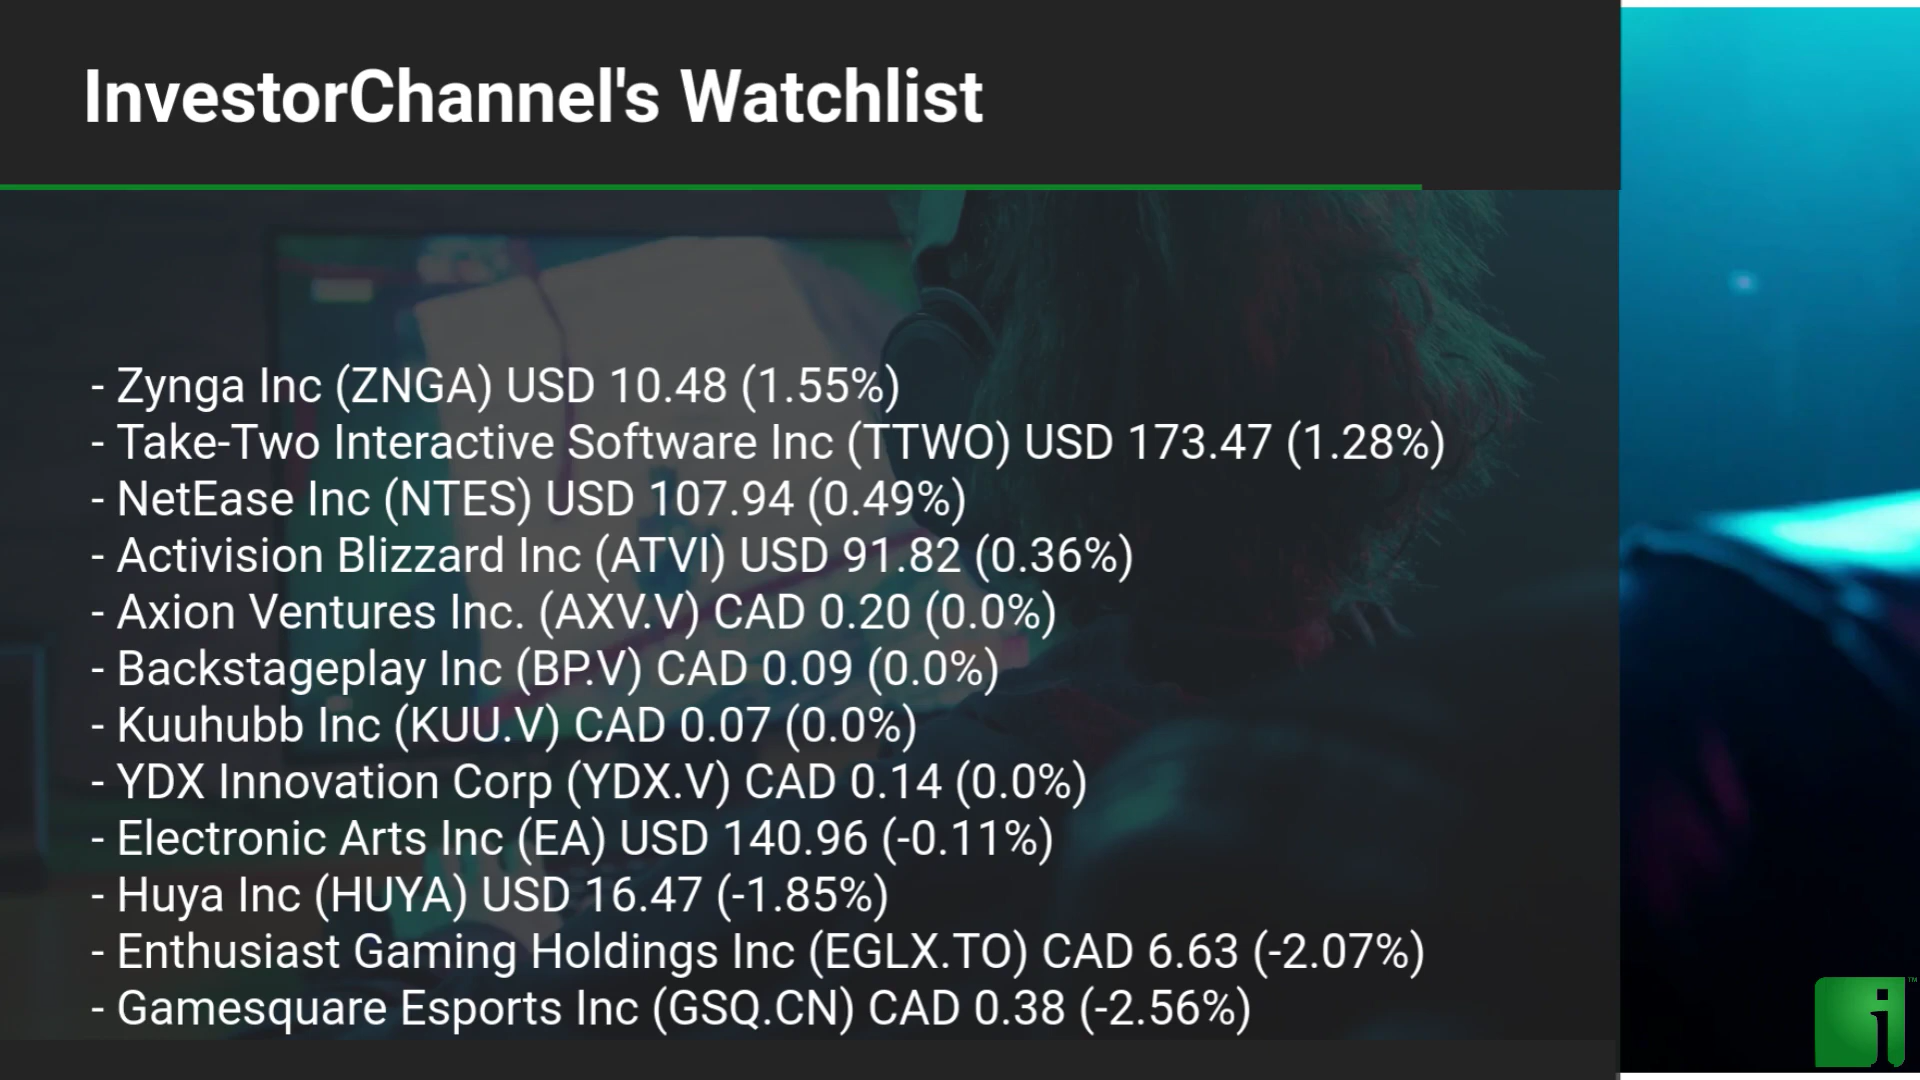 InvestorChannel's Watchlist
- Zynga Inc (ZNGA) USD 10.48 (1.55%)
- Take-Two Interactive Software Inc (TTWO) USD 173.47 (1.28%)
- NetEase Inc (NTES) USD 107.94 (0.49%)
- Activision Blizzard Inc (ATVI) USD 91.82 (0.36%)
- Axion Ventures Inc. (AXV.V) CAD 0.20 (0.0%)
- Backstageplay Inc (BP.V) CAD 0.09 (0.0%)
- Kuuhubb Inc (KUU.V) CAD 0.07 (0.0%)
- YDX Innovation Corp (YDX.V) CAD 0.14 (0.0%)
- Electronic Arts Inc (EA) USD 140.96 (-0.11%)
- Huya Inc (HUYA) USD 16.47 (-1.85%)
- Enthusiast Gaming Holdings Inc (EGLX.TO) CAD 6.63 (-2.07%)
- Gamesquare Esports Inc (GSQ.CN) CAD 0.38 (-2.56%)
i ™